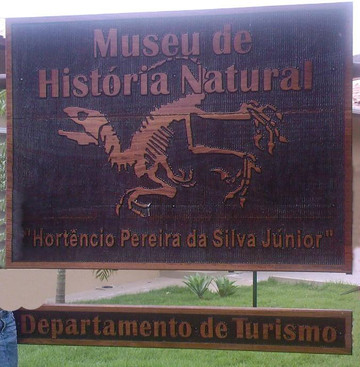 Museu de
História Natural
"Hortêncio Pereira da Silva Júnior"
Departamento de Turismo